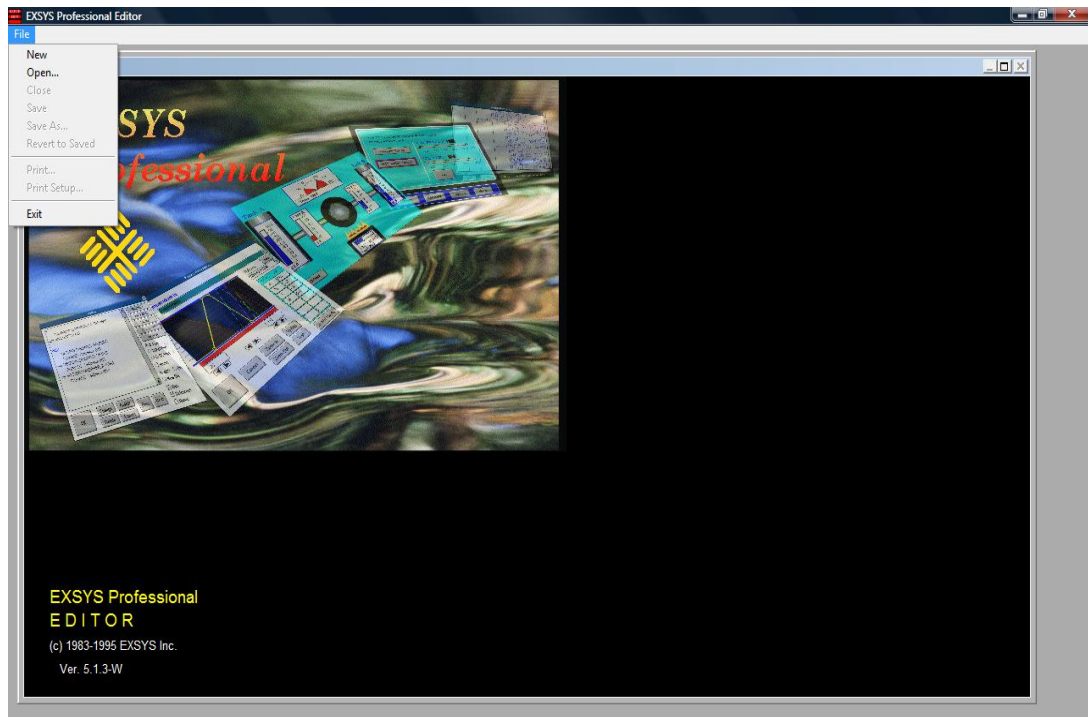 EXSYS Professional Editor
File
New
Open...
Close
Save
Save As...
Revert to Saved
Print...
Print Setup...
Exit
SYS
ofessional
EXSYS Professional
EDITOR
(c) 1983-1995 EXSYS Inc.
Ver. 5.1.3-W